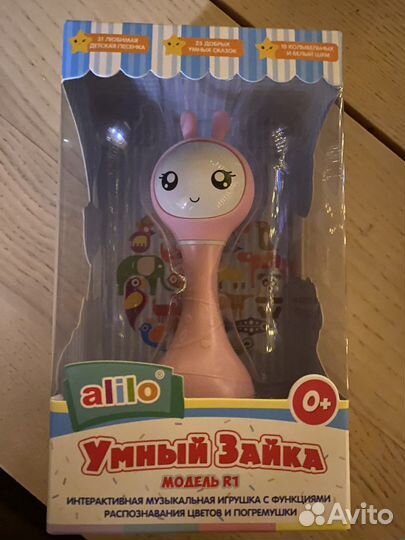 31 ЛЮБИМАЯ
ДЕТСКАЯ ПЕСЕНКА
25 ДОБРЫХ
УМНЫХ СКАЗОК
10 КОЛЫБЕЛЬНЫХ
И БЕЛЫЙ ШУМ
alilo®
0+
УМНЫЙ ЗАЙКА
МОДЕЛЬ R1
ИНТЕРАКТИВНАЯ МУЗЫКАЛЬНАЯ ИГРУШКА С ФУНКЦИЯМИ
РАСПОЗНАВАНИЯ ЦВЕТОВ И ПОГРЕМУШКИ
Avito